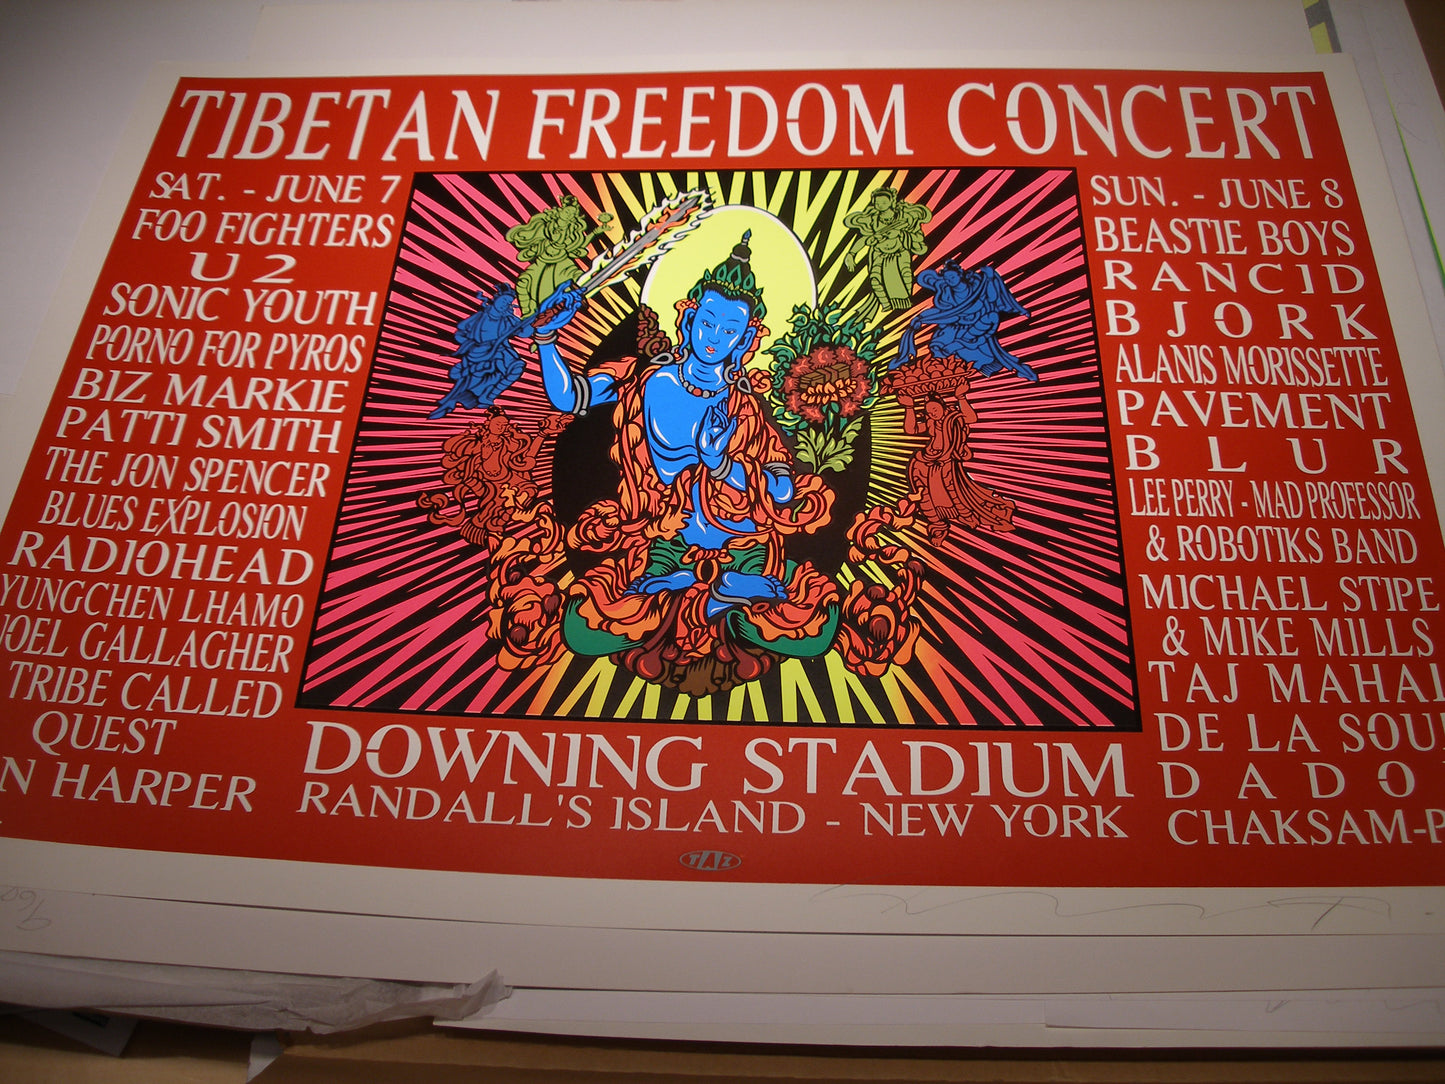 TIBETAN FREEDOM CONCERT
SAT. - JUNE 7
FOO FIGHTERS
U2
SONIC YOUTH
PORNO FOR PYROS
BIZ MARKIE
PATTI SMITH
THE JON SPENCER
BLUES EXPLOSION
RADIOHEAD
YUNGCHEN LHAMO
NOEL GALLAGHER
TRIBE CALLED
QUEST
N HARPER
SUN. - JUNE 8
BEASTIE BOYS
RANCID
BJORK
ALANIS MORISSETTE
PAVEMENT
BLUR
LEE PERRY - MAD PROFESSOR
& ROBOTIKS BAND
MICHAEL STIPE
& MIKE MILLS
TAJ MAHAL
DE LA SOU
DADO
CHAKSAM-P
DOWNING STADIUM
RANDALL'S ISLAND - NEW YORK
TAZ